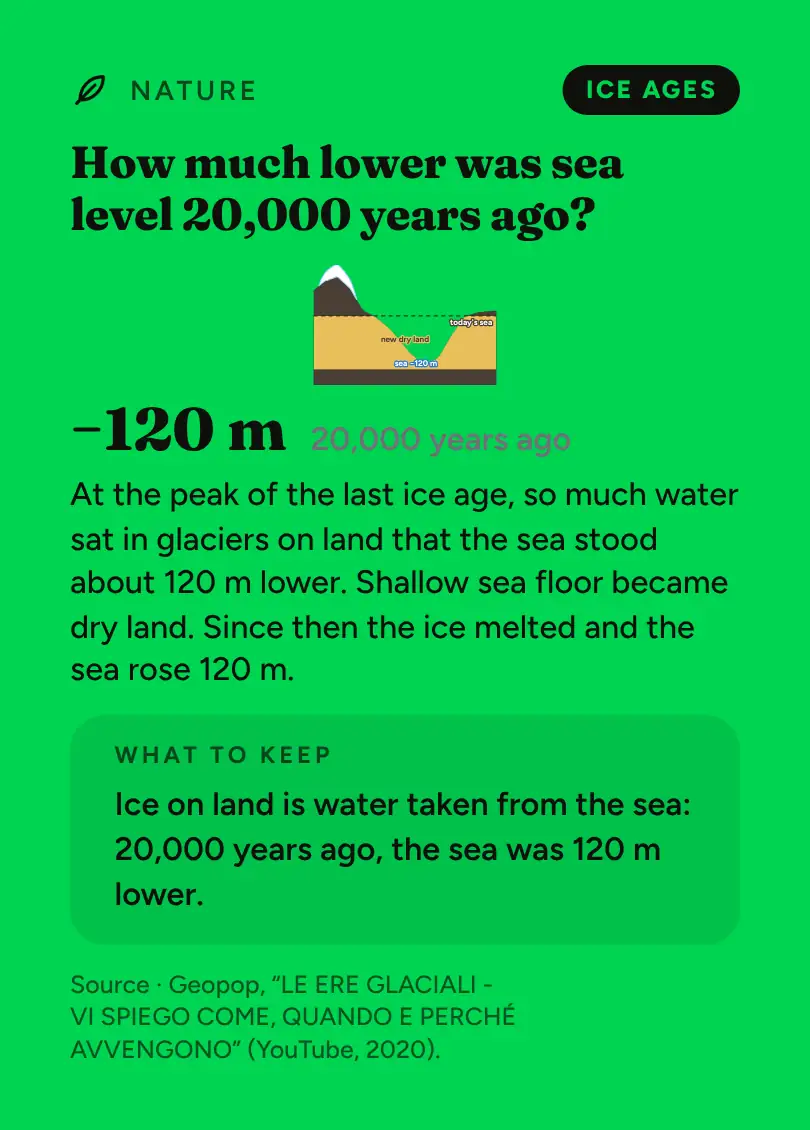 NATURE
ICE AGES
How much lower was sea
level 20,000 years ago?
today's sea
new dry land
sea −120 m
−120 m 20,000 years ago
At the peak of the last ice age, so much water
sat in glaciers on land that the sea stood
about 120 m lower. Shallow sea floor became
dry land. Since then the ice melted and the
sea rose 120 m.
WHAT TO KEEP
Ice on land is water taken from the sea:
20,000 years ago, the sea was 120 m
lower.
Source · Geopop, “LE ERE GLACIALI -
VI SPIEGO COME, QUANDO E PERCHÉ
AVVENGONO” (YouTube, 2020).